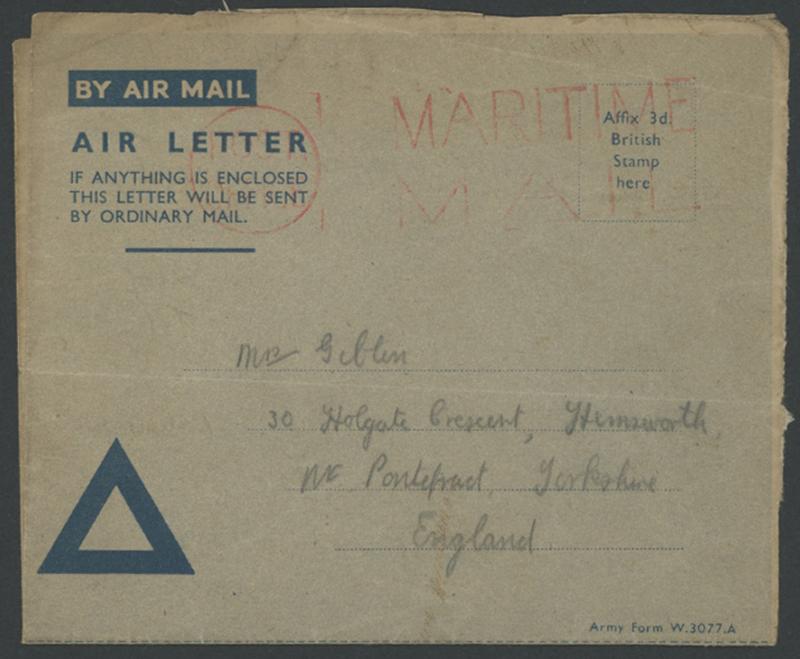 BY AIR MAIL
AIR LETTER
IF ANYTHING IS ENCLOSED
THIS LETTER WILL BE SENT
BY ORDINARY MAIL.
MARITIME
MAIL
Affix 3d.
British
Stamp
here
Mrs Giblin
30 Holgate Crescent, Hemsworth,
Nr Pontefract, Yorkshire
England
Army Form W.3077.A